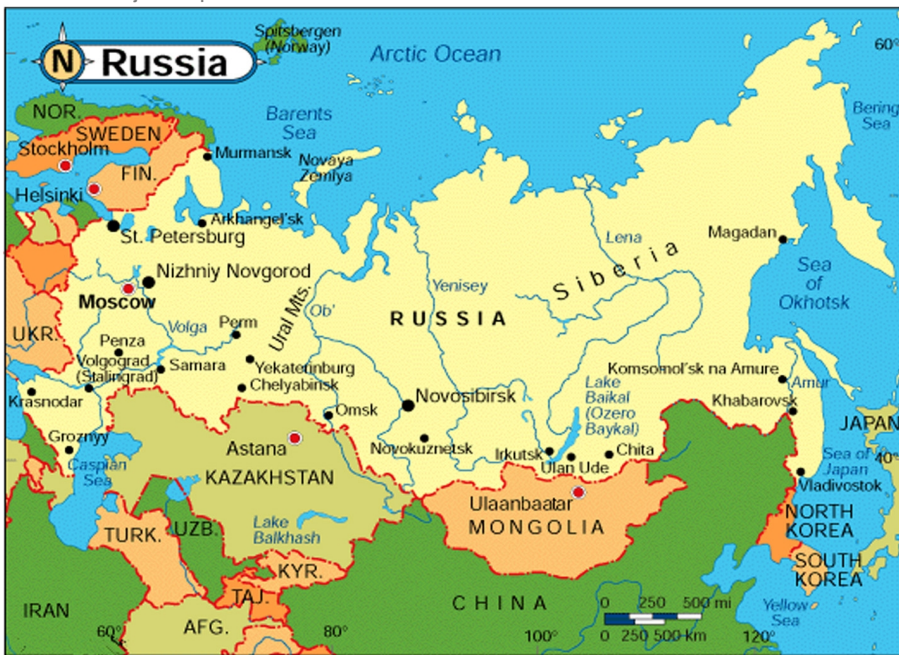 N Russia
Spitsbergen
(Norway)
Arctic Ocean
60°
NOR.
Barents
Sea
Bering
Sea
SWEDEN
Stockholm
Murmansk
Novaya
Zemlya
FIN.
Helsinki
Arkhangel'sk
St. Petersburg
Lena
Magadan
Siberia
Nizhniy Novgorod
Sea
of
Okhotsk
Moscow
Yenisey
Ural Mts.
Ob'
RUSSIA
UKR.
Volga
Perm
Penza
Volgograd
(Stalingrad)
Samara
Yekaterinburg
Chelyabinsk
Komsomol'sk na Amure
Amur
Krasnodar
Omsk
Novosibirsk
Lake
Baikal
(Ozero
Baykal)
Khabarovsk
JAPAN
Groznyy
Astana
Novokuznetsk
Irkutsk
Ulan Ude
Chita
Sea of
Japan
40°
Caspian
Sea
KAZAKHSTAN
Vladivostok
Ulaanbaatar
MONGOLIA
NORTH
KOREA
TURK.
UZB.
Lake
Balkhash
SOUTH
KOREA
KYR.
TAJ.
IRAN
CHINA
0 250 500 mi
0 250 500 km
Yellow
Sea
60°
AFG.
80°
100°
120°